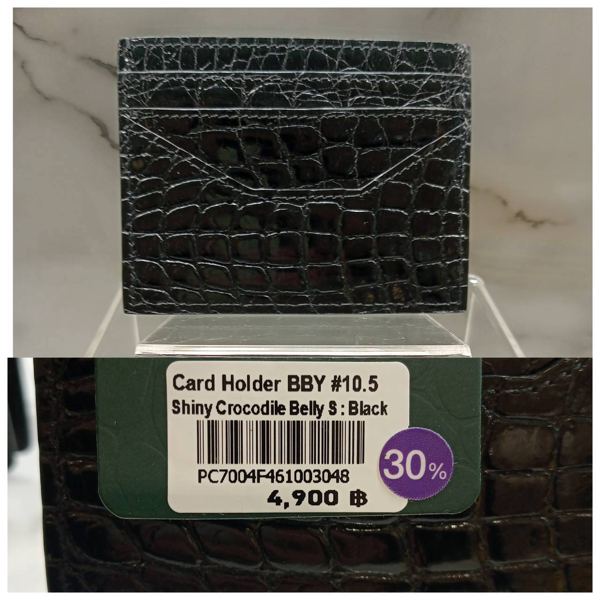 Card Holder BBY #10.5
Shiny Crocodile Belly S : Black
PC7004F461003048
4,900 ฿
30%